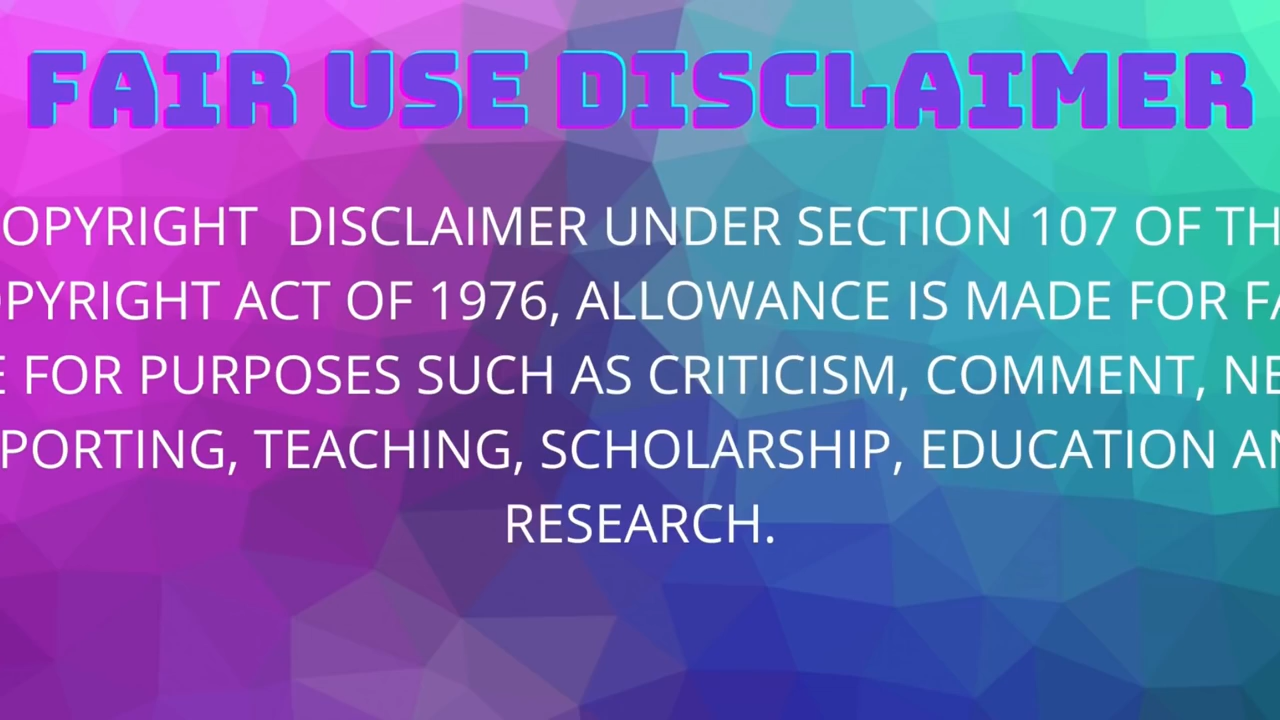 FAIR USE DISCLAIMER
OPYRIGHT DISCLAIMER UNDER SECTION 107 OF TH
PYRIGHT ACT OF 1976, ALLOWANCE IS MADE FOR FA
E FOR PURPOSES SUCH AS CRITICISM, COMMENT, NE
PORTING, TEACHING, SCHOLARSHIP, EDUCATION AN
RESEARCH.